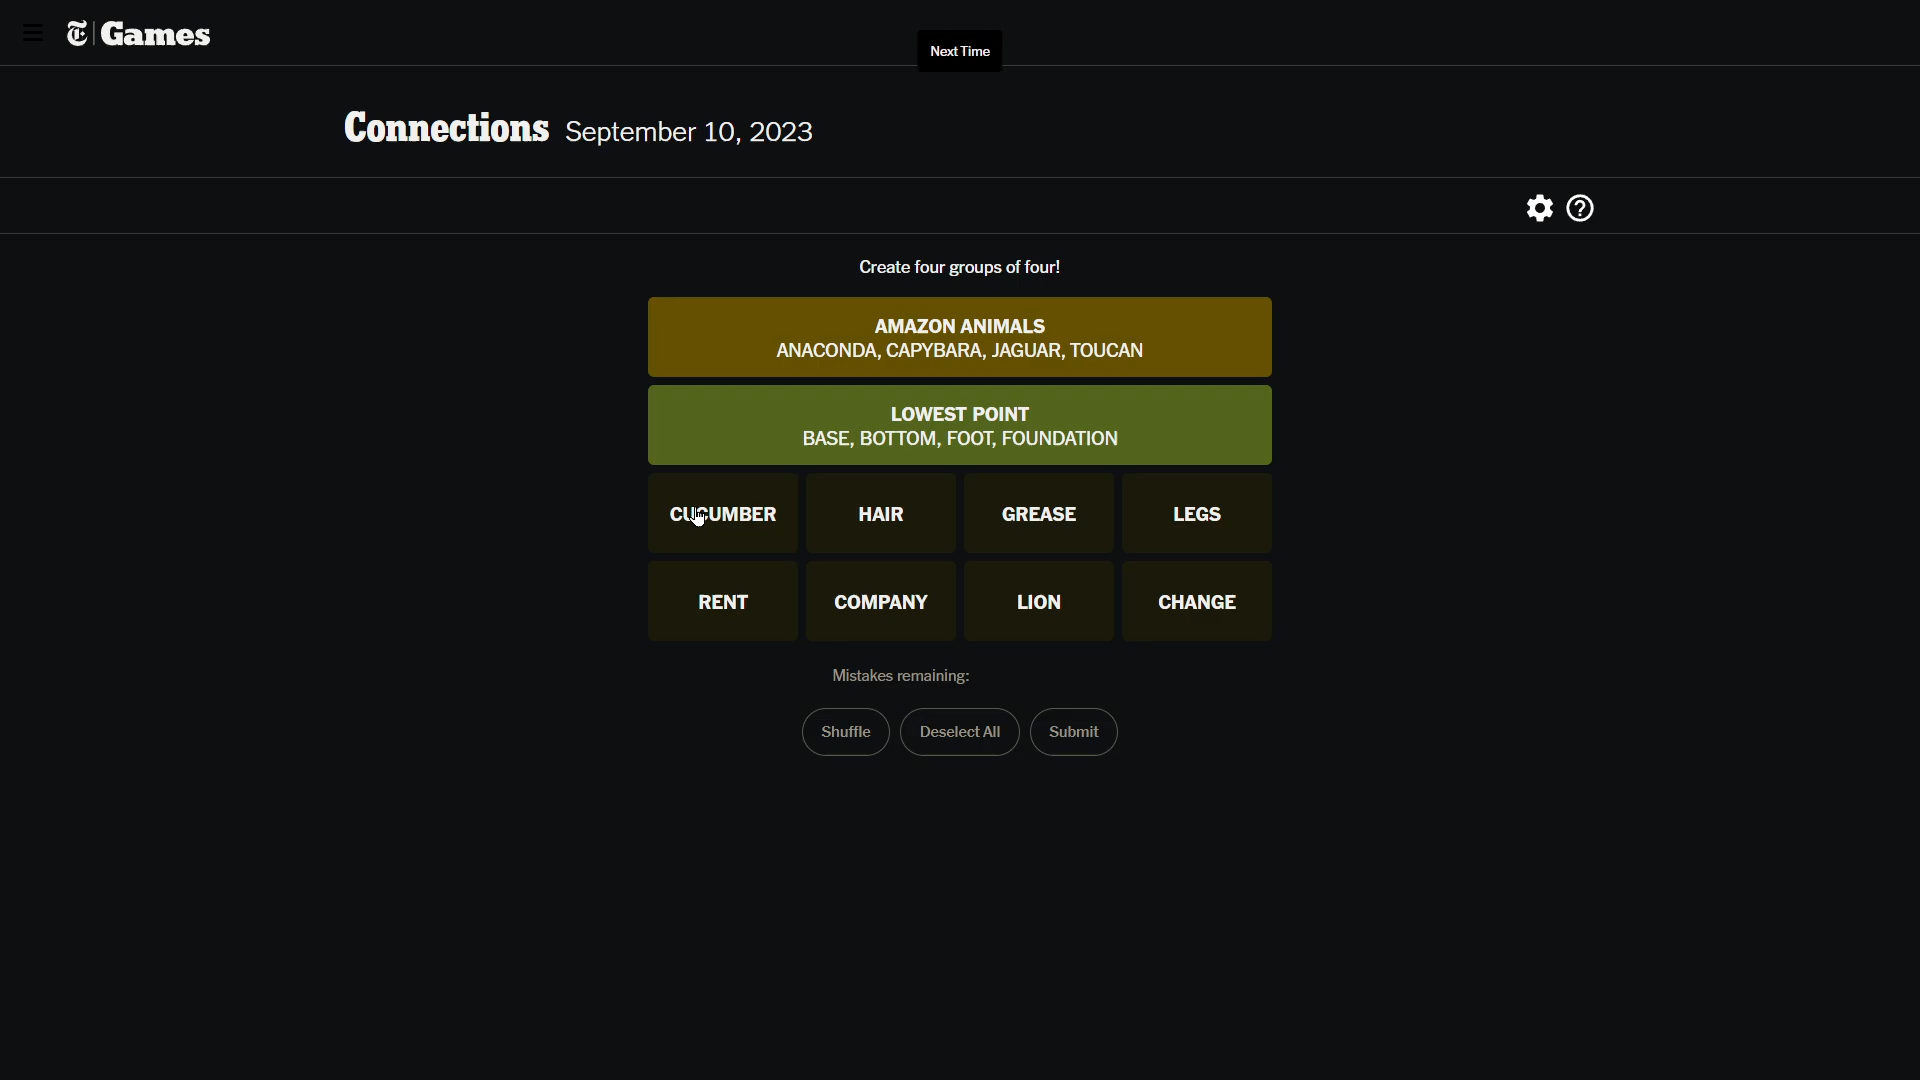 T Games
Next Time
Connections September 10, 2023
Create four groups of four!
AMAZON ANIMALS
ANACONDA, CAPYBARA, JAGUAR, TOUCAN
LOWEST POINT
BASE, BOTTOM, FOOT, FOUNDATION
CUCUMBER HAIR GREASE LEGS
RENT COMPANY LION CHANGE
Mistakes remaining:
Shuffle Deselect All Submit